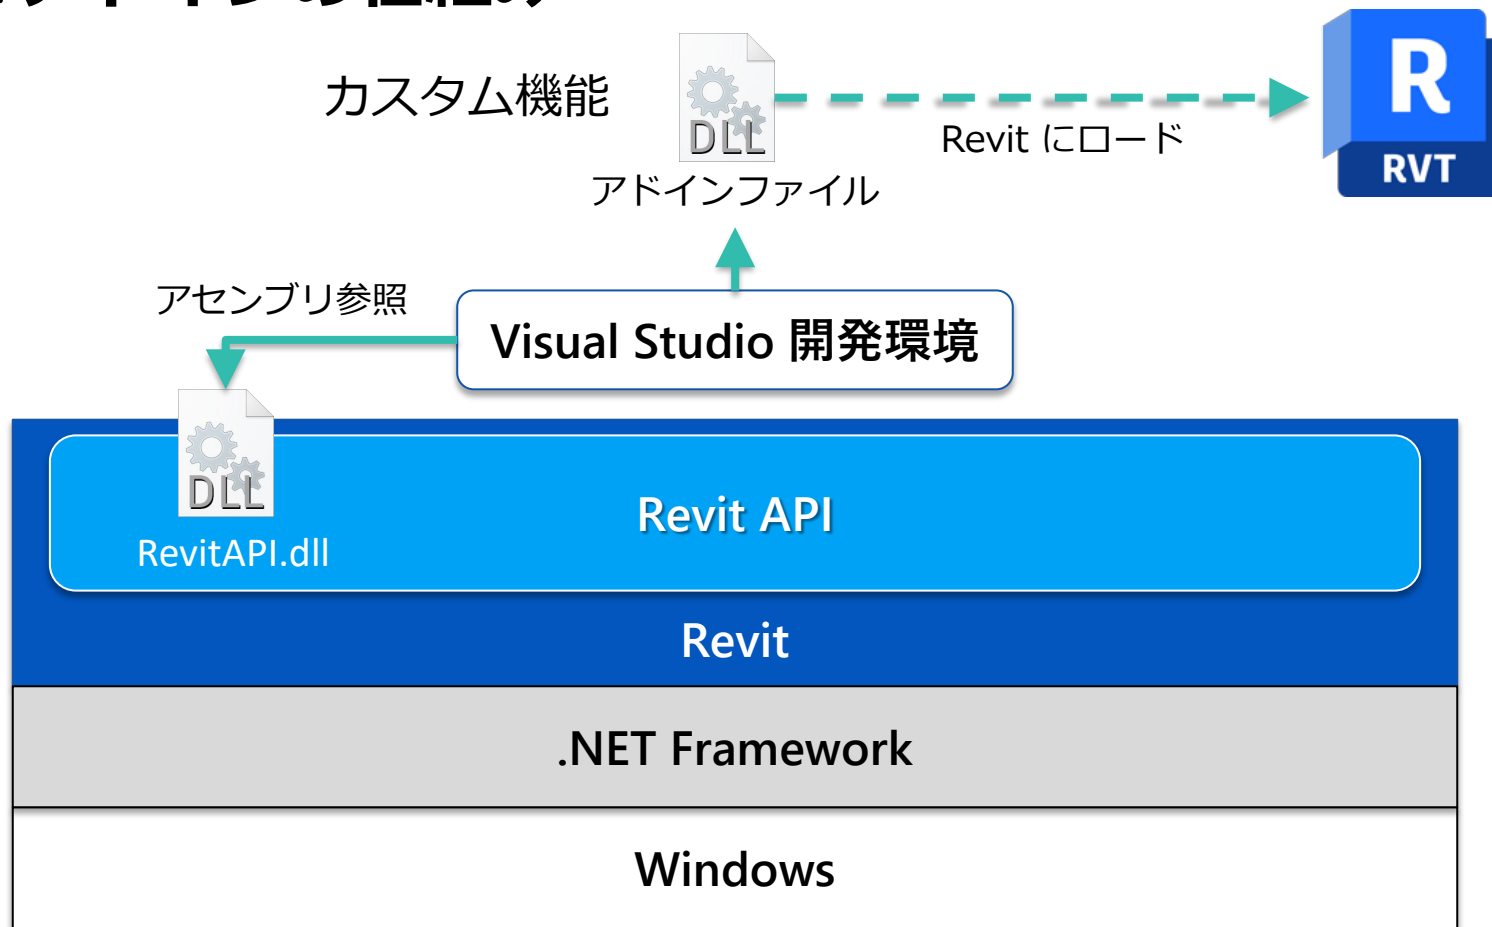 カスタム機能
DLL
Revit にロード
R
RVT
アドインファイル
アセンブリ参照
Visual Studio 開発環境
DLL
RevitAPI.dll
Revit API
Revit
.NET Framework
Windows